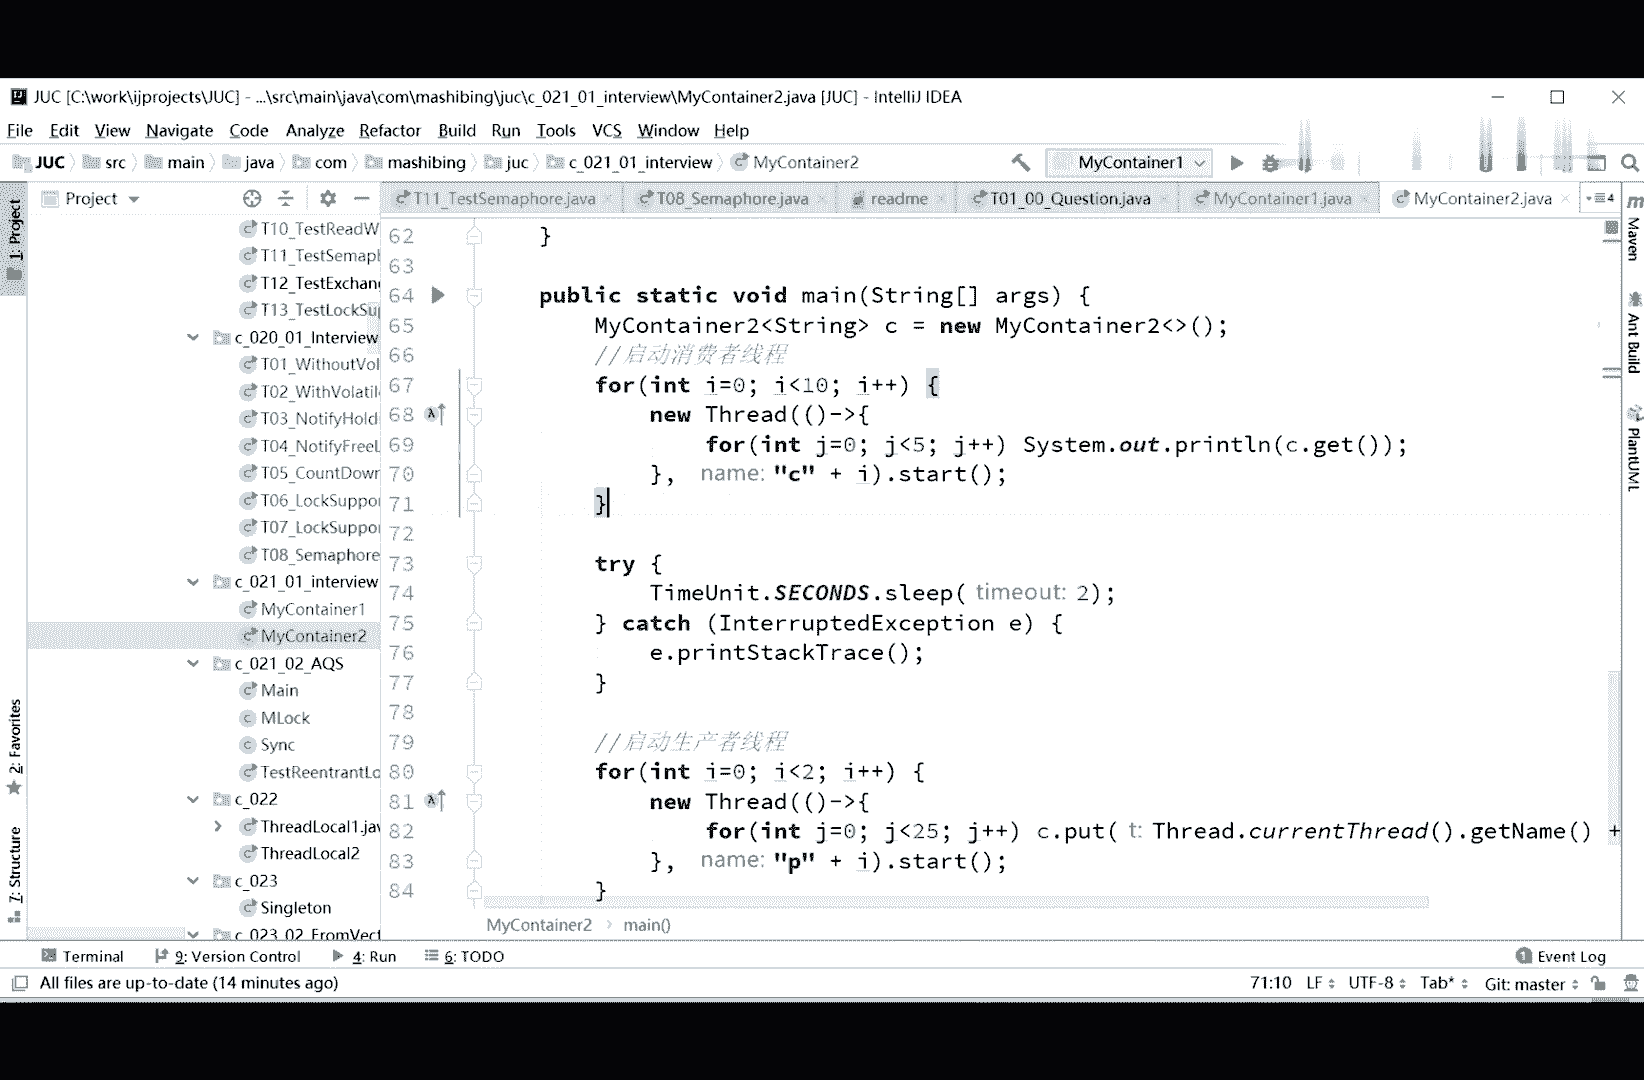 JUC [C:\work\ijprojects\JUC] - ...\src\main\java\com\mashibing\juc\c_021_01_interview\MyContainer2.java [JUC] - IntelliJ IDEA
File Edit View Navigate Code Analyze Refactor Build Run Tools VCS Window Help
JUC src main java com mashibing juc c_021_01_interview MyContainer2 MyContainer1
Project T11_TestSemaphore.java T08_Semaphore.java readme T01_00_Question.java MyContainer1.java MyContainer2.java 4
1: Project
2: Favorites
7: Structure
T10_TestReadW
T11_TestSemap
T12_TestExchan
T13_TestLockSu
c_020_01_Interview
T01_WithoutVol
T02_WithVolatil
T03_NotifyHold
T04_NotifyFreeL
T05_CountDown
T06_LockSuppo
T07_LockSuppo
T08_Semaphore
c_021_01_interview
MyContainer1
MyContainer2
c_021_02_AQS
Main
MLock
Sync
TestReentrantLo
c_022
ThreadLocal1.jav
ThreadLocal2
c_023
Singleton
c_023_02_FromVect
62 }
63
64 public static void main(String[] args) {
65 MyContainer2<String> c = new MyContainer2<>();
66 //启动消费者线程
67 for(int i=0; i<10; i++) {
68 new Thread(()->{
69 for(int j=0; j<5; j++) System.out.println(c.get());
70 }, name: "c" + i).start();
71 }
72
73 try {
74 TimeUnit.SECONDS.sleep( timeout: 2);
75 } catch (InterruptedException e) {
76 e.printStackTrace();
77 }
78
79 //启动生产者线程
80 for(int i=0; i<2; i++) {
81 new Thread(()->{
82 for(int j=0; j<25; j++) c.put( t: Thread.currentThread().getName() +
83 }, name: "p" + i).start();
84 }
MyContainer2 main()
m Maven
Ant Build
PlantUML
Terminal 9: Version Control 4: Run 6: TODO 1 Event Log
All files are up-to-date (14 minutes ago) 71:10 LF UTF-8 Tab* Git: master